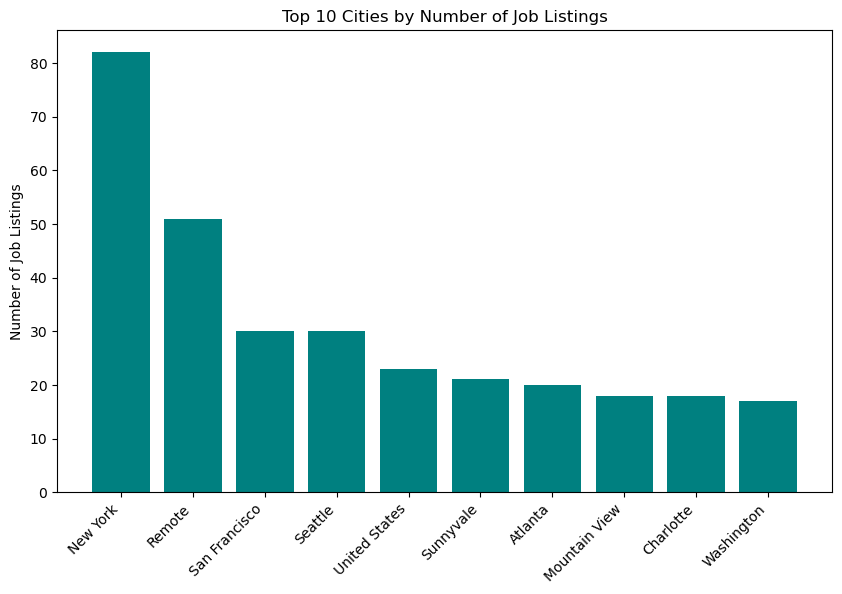 Top 10 Cities by Number of Job Listings
Number of Job Listings
80
70
60
50
40
30
20
10
0
New York
Remote
San Francisco
Seattle
United States
Sunnyvale
Atlanta
Mountain View
Charlotte
Washington